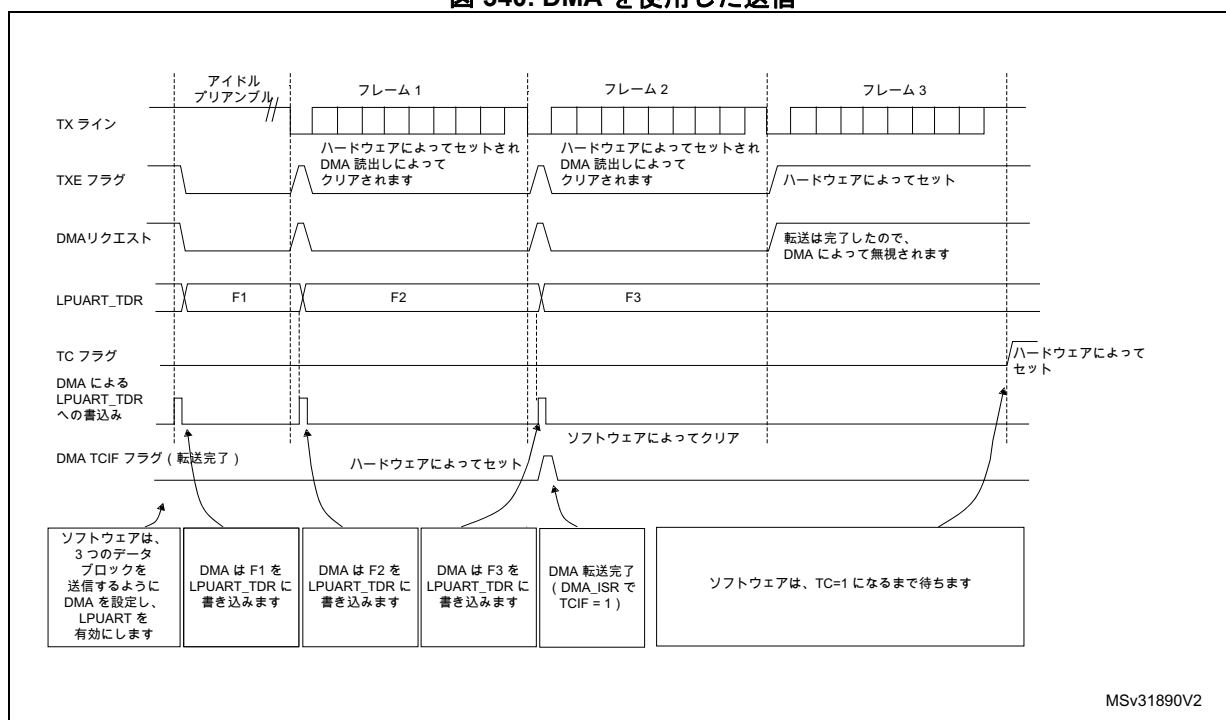 図 340. DMA を使用した送信
アイドル
プリアンブル
フレーム 1
フレーム 2
フレーム 3
TX ライン
ハードウェアによってセットされ
DMA 読出しによって
クリアされます
ハードウェアによってセットされ
DMA 読出しによって
クリアされます
TXE フラグ
ハードウェアによってセット
DMAリクエスト
転送は完了したので、
DMA によって無視されます
LPUART_TDR
F1
F2
F3
TC フラグ
ハードウェアによって
セット
DMA による
LPUART_TDR
への書込み
ソフトウェアによってクリア
DMA TCIF フラグ ( 転送完了 )
ハードウェアによってセット
ソフトウェアは、
3 つのデータ
ブロックを
送信するように
DMA を設定し、
LPUART を
有効にします
DMA は F1 を
LPUART_TDR に
書き込みます
DMA は F2 を
LPUART_TDR に
書き込みます
DMA は F3 を
LPUART_TDR に
書き込みます
DMA 転送完了
( DMA_ISR で
TCIF = 1 )
ソフトウェアは、TC=1 になるまで待ちます
MSv31890V2